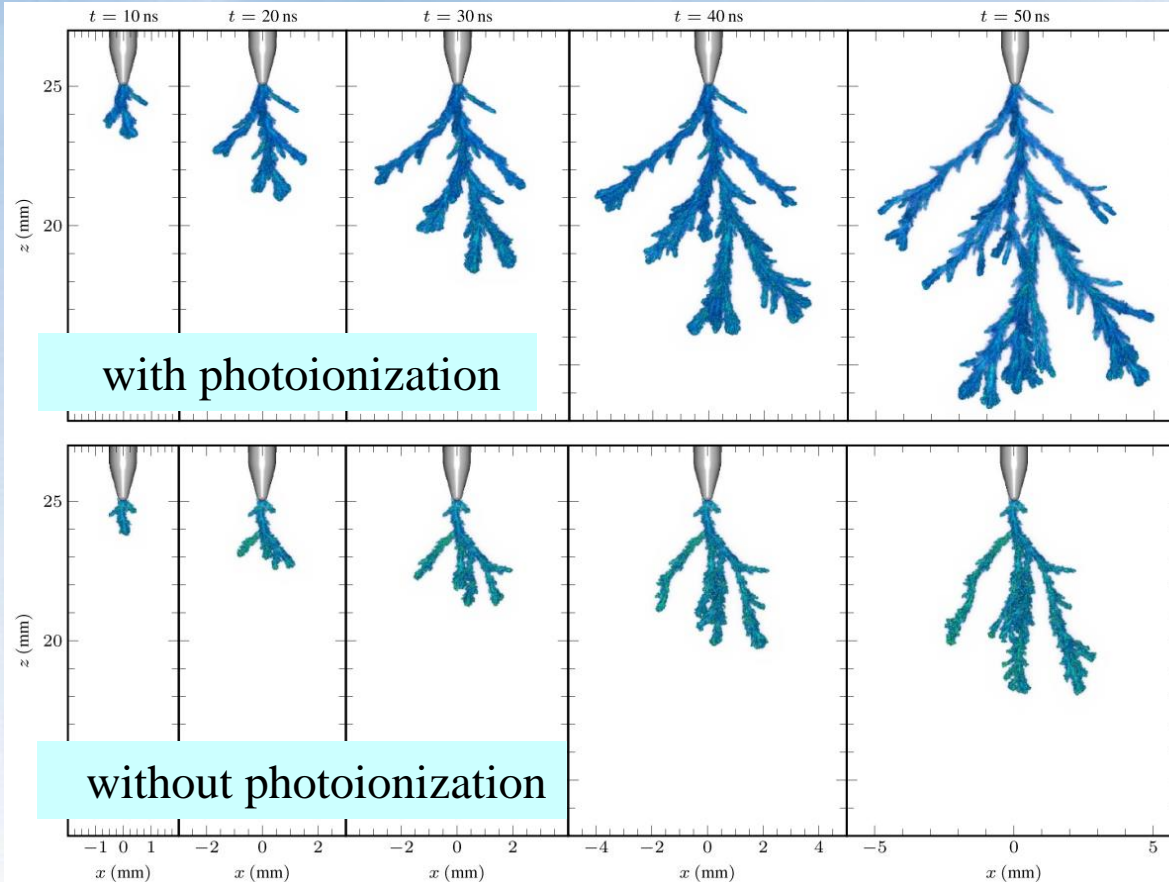 t = 10 ns t = 20 ns t = 30 ns t = 40 ns t = 50 ns
25
20
z (mm)
with photoionization
25
20
z (mm)
without photoionization
−1 0 1 −2 0 2 −2 0 2 −4 −2 0 2 4 −5 0 5
x (mm) x (mm) x (mm) x (mm) x (mm)